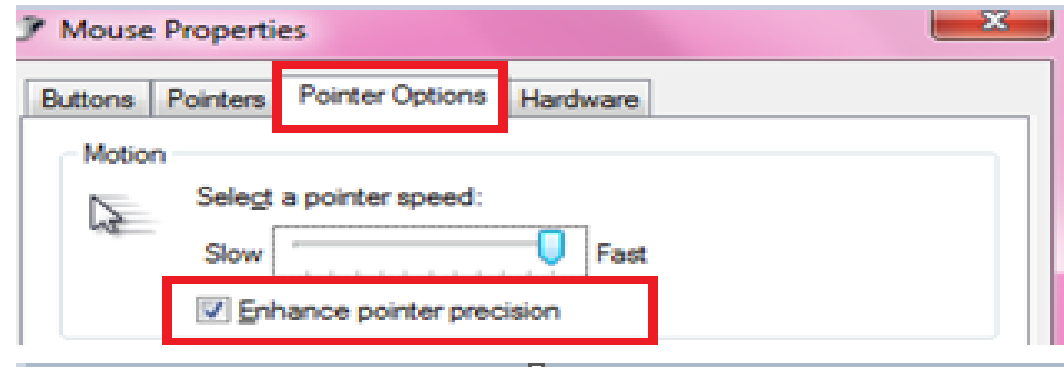 Mouse Properties
Buttons Pointers Pointer Options Hardware
Motion
Select a pointer speed:
Slow Fast
Enhance pointer precision